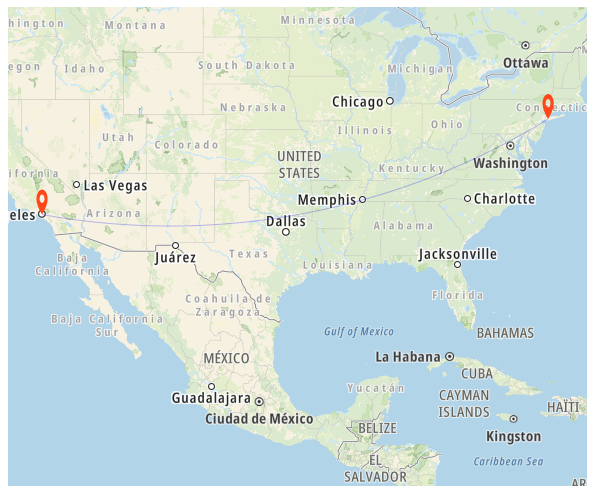 hington
Montana
Minnesota
Ottawa
egon
Idaho
South Dakota
Michigan
M
Chicago
Connectic
Nebraska
Illinois
Ohio
Utah
Colorado
UNITED
STATES
Kentucky
Washington
ifornia
Las Vegas
Memphis
Charlotte
eles
Arizona
Dallas
Alabama
Juárez
Texas
Louisiana
Jacksonville
Baja
California
Florida
Coahuila de
Zaragoza
Baja California
Sur
Gulf of Mexico
BAHAMAS
MÉXICO
La Habana
CUBA
Guadalajara
Yucatán
CAYMAN
ISLANDS
HAÏTI
Ciudad de México
BELIZE
Kingston
EL
SALVADOR
Caribbean Sea
AR